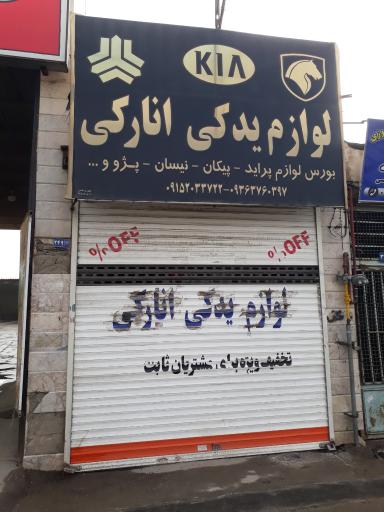 KIA
لوازم یدکی انارکی
بورس لوازم پراید - پیکان - نیسان - پژو و ...
۰۹۱۵۲۰۳۳۷۲۲-۰۹۳۶۳۷۶۰۳۹۷
%OFF
%OFF
لوازم یدکی انارکی
تخفیف ویژه برای مشتریان ثابت